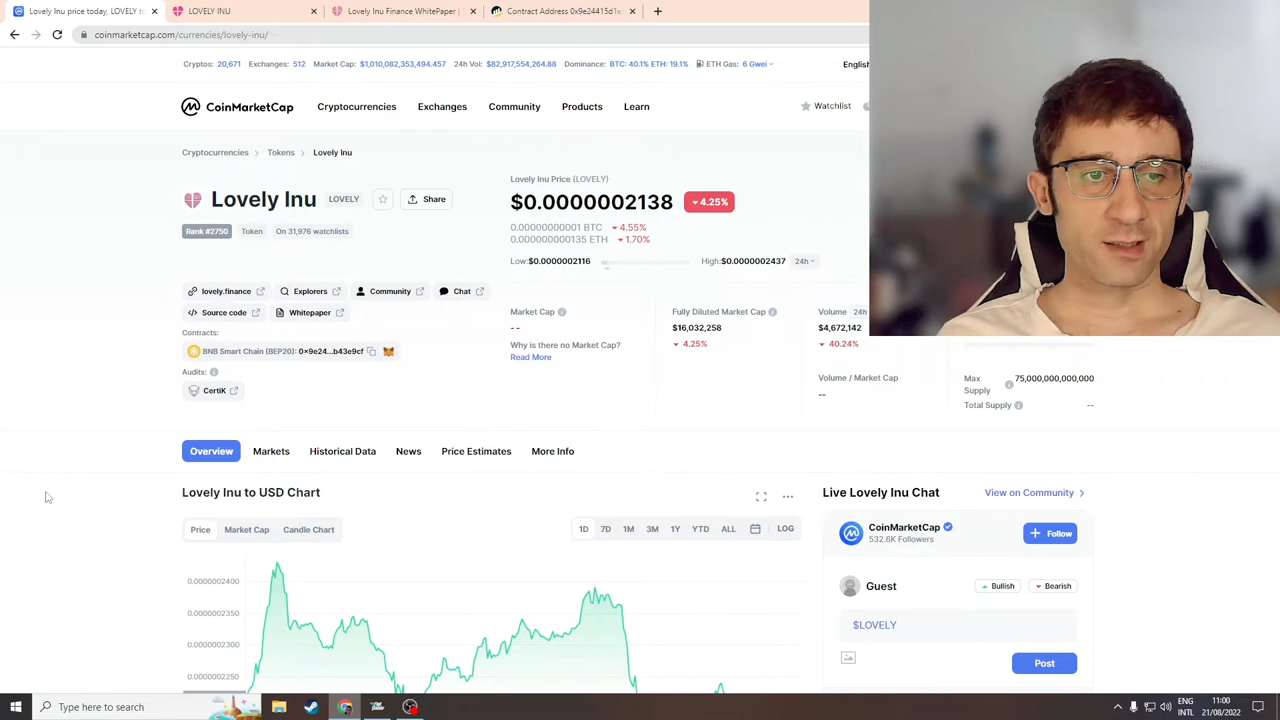 Lovely Inu price today, LOVELY to
LOVELY INU
Lovely Inu Finance WhitePaper |
Contract Address 0x9e24415d1e
coinmarketcap.com/currencies/lovely-inu/
Cryptos: 20,671 Exchanges: 512 Market Cap: $1,010,082,353,494.457 24h Vol: $82,917,554,264.88 Dominance: BTC: 40.1% ETH: 19.1% ETH Gas: 6 Gwei
English
CoinMarketCap
Cryptocurrencies Exchanges Community Products Learn
Watchlist
Cryptocurrencies > Tokens > Lovely Inu
Lovely Inu LOVELY
Share
Rank #2750 Token On 31,976 watchlists
Lovely Inu Price (LOVELY)
$0.0000002138 4.25%
0.00000000001 BTC 4.55%
0.000000000135 ETH 1.70%
Low:$0.0000002116 High:$0.0000002437 24h
lovely.finance Explorers Community Chat
Source code Whitepaper
Contracts:
BNB Smart Chain (BEP20): 0x9e24...b43e9cf
Audits:
CertiK
Market Cap
- -
Why is there no Market Cap?
Read More
Fully Diluted Market Cap
$16,032,258
4.25%
Volume 24h
$4,672,142
40.24%
Volume / Market Cap
--
Max Supply 75,000,000,000,000
Total Supply --
Overview Markets Historical Data News Price Estimates More Info
Lovely Inu to USD Chart
Price Market Cap Candle Chart
1D 7D 1M 3M 1Y YTD ALL LOG
0.0000002400
0.0000002350
0.0000002300
0.0000002250
Live Lovely Inu Chat View on Community >
CoinMarketCap
532.6K Followers
+ Follow
Guest
Bullish Bearish
$LOVELY
Post
Type here to search
ENG
INTL
11:00
21/08/2022